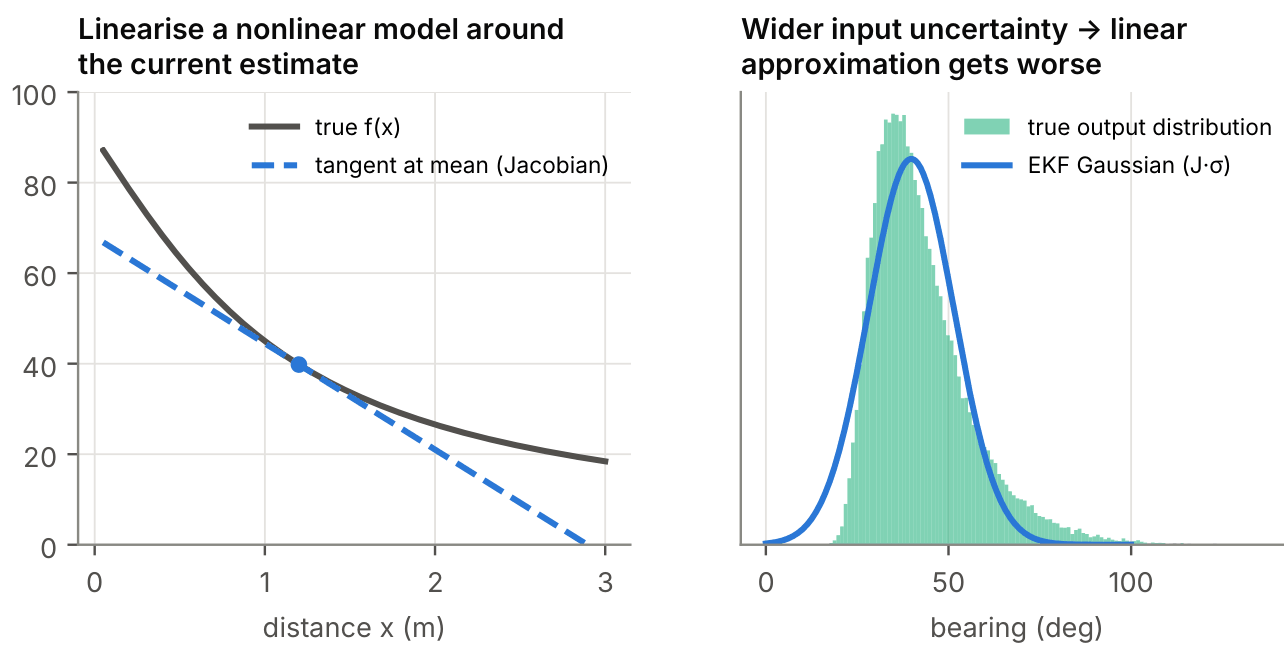 Linearise a nonlinear model around
the current estimate
100
80
60
40
20
0
true f(x)
tangent at mean (Jacobian)
0 1 2 3
distance x (m)
Wider input uncertainty → linear
approximation gets worse
true output distribution
EKF Gaussian (J·σ)
0 50 100
bearing (deg)